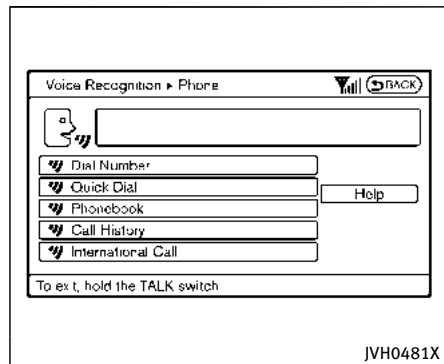 Voice Recognition ▸ Phone BACK
Dial Number
Quick Dial
Help
Phonebook
Call History
International Call
To exit, hold the TALK switch
JVH0481X